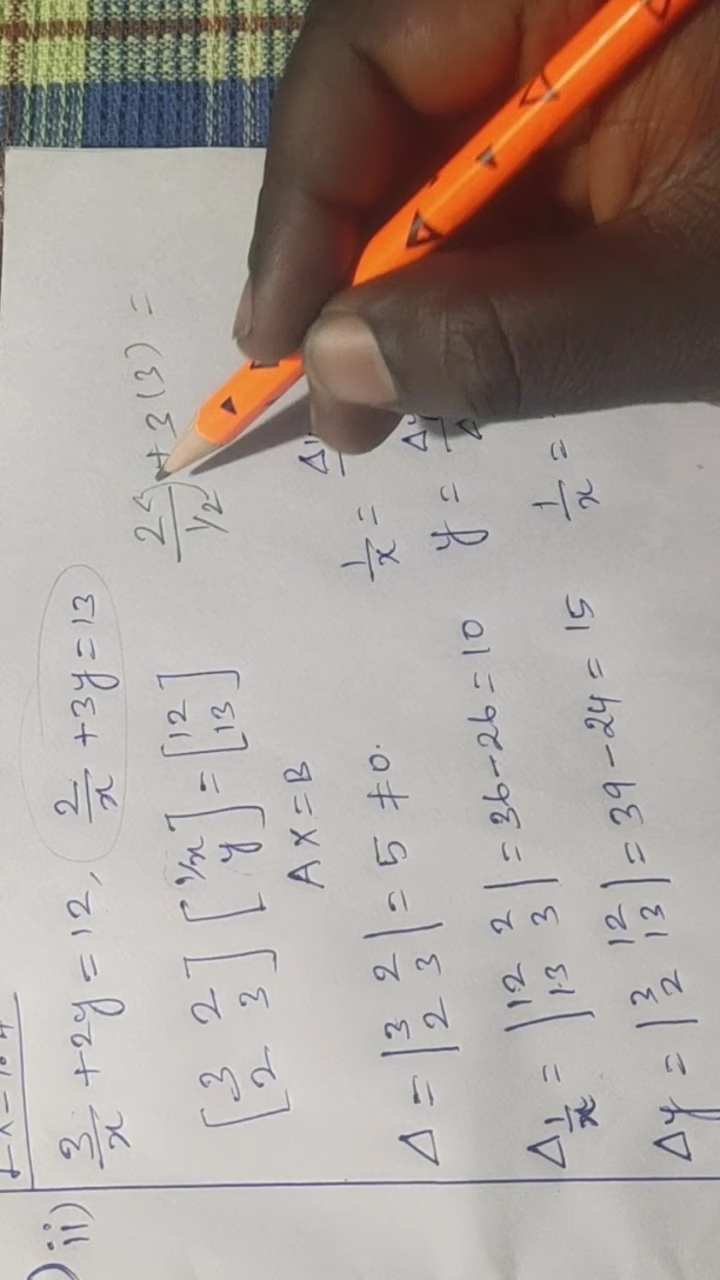 ii) 3/x + 2y = 12, 2/x + 3y = 13
2/(1/2) + 3(3) =
[3 2
2 3] [1/x
y] = [12
13]
AX = B
Δ = |3 2
2 3| = 5 ≠ 0.
1/x =
Δ1/x = |12 2
13 3| = 36 - 26 = 10
y =
Δy = |3 12
2 13| = 39 - 24 = 15
1/x =